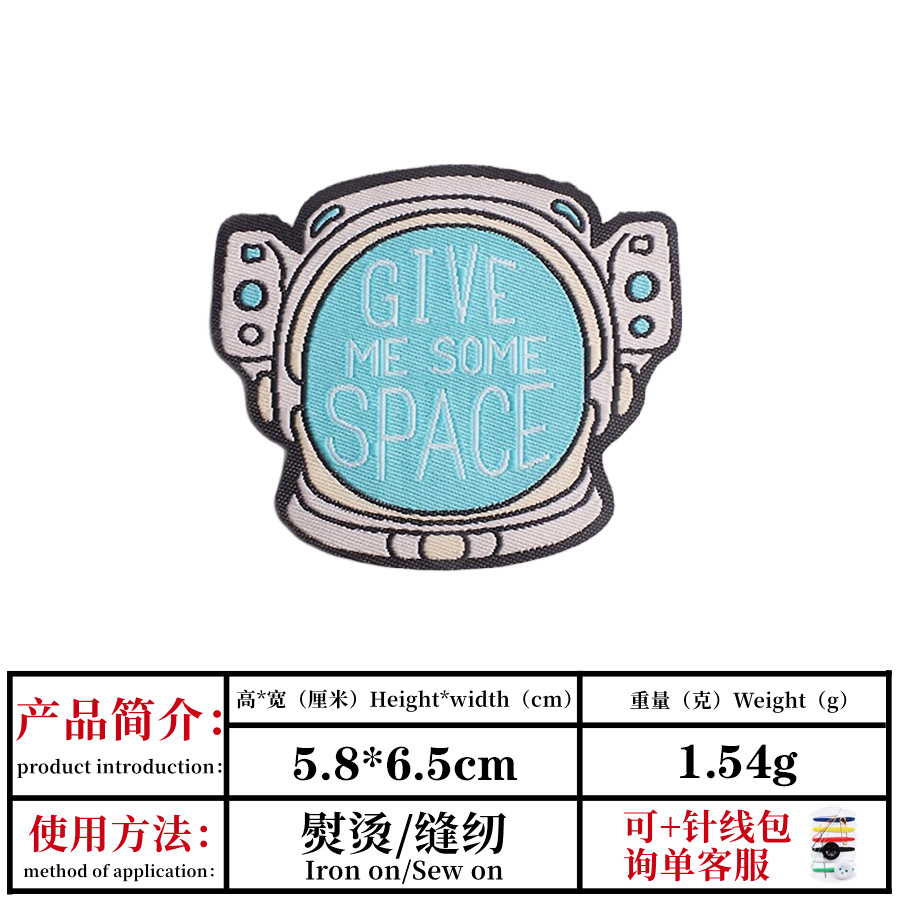 GIVE
ME SOME
SPACE
产品简介：
product introduction：
高*宽（厘米）Height*width（cm）
重量（克）Weight（g）
5.8*6.5cm
1.54g
使用方法：
method of application：
熨烫/缝纫
Iron on/Sew on
可+针线包
询单客服